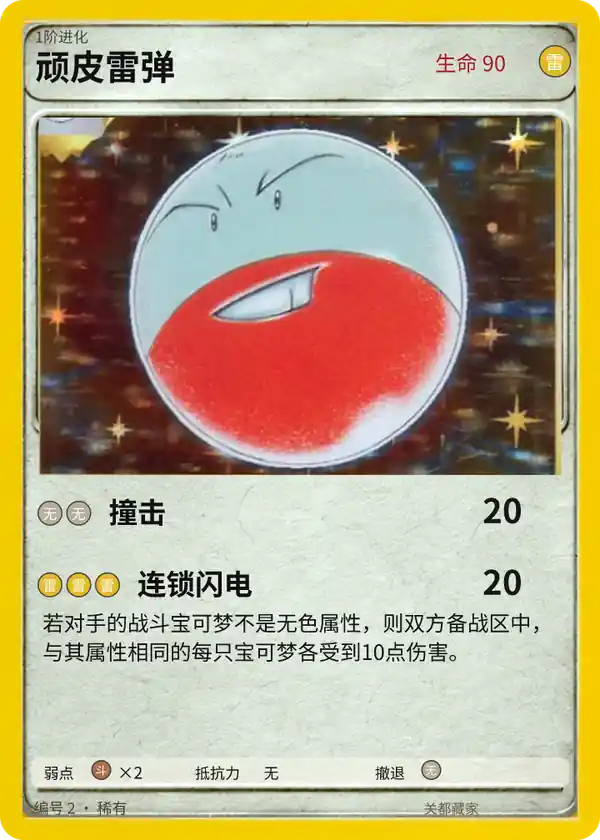 1阶进化
顽皮雷弹 生命 90 雷
无 无 撞击 20
雷 雷 雷 连锁闪电 20
若对手的战斗宝可梦不是无色属性，则双方备战区中，
与其属性相同的每只宝可梦各受到10点伤害。
弱点 斗 ×2 抵抗力 无 撤退 无
编号 2 · 稀有 关都藏家